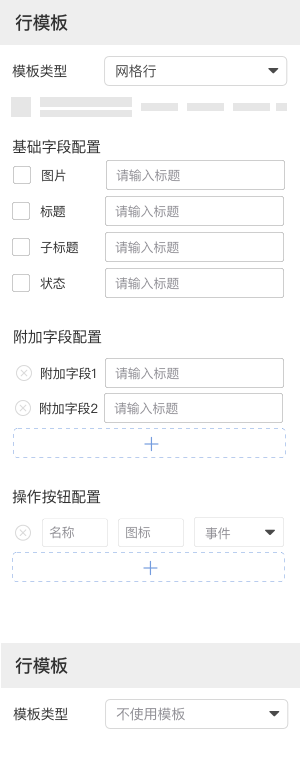 行模板
模板类型 网格行
基础字段配置
图片 请输入标题
标题 请输入标题
子标题 请输入标题
状态 请输入标题
附加字段配置
附加字段1 请输入标题
附加字段2 请输入标题
操作按钮配置
名称 图标 事件
行模板
模板类型 不使用模板